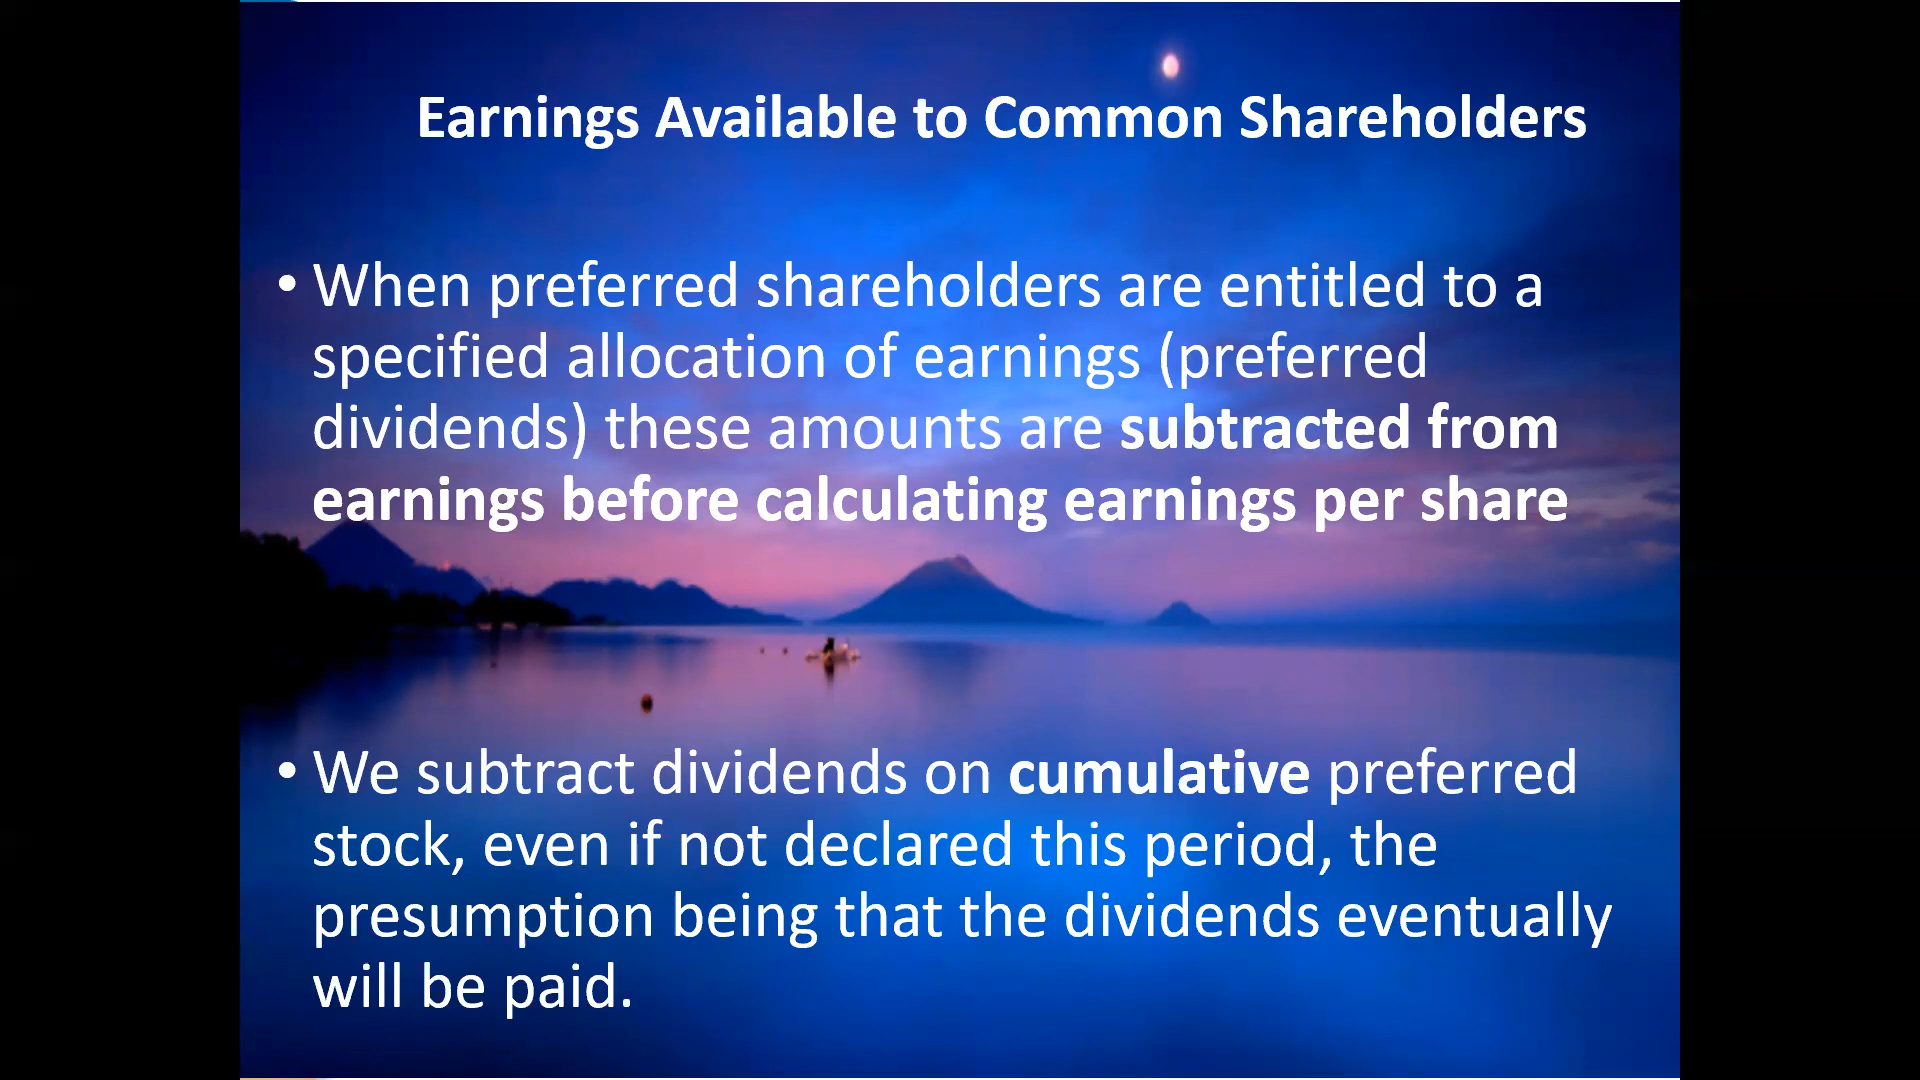 Earnings Available to Common Shareholders
• When preferred shareholders are entitled to a
specified allocation of earnings (preferred
dividends) these amounts are subtracted from
earnings before calculating earnings per share
• We subtract dividends on cumulative preferred
stock, even if not declared this period, the
presumption being that the dividends eventually
will be paid.